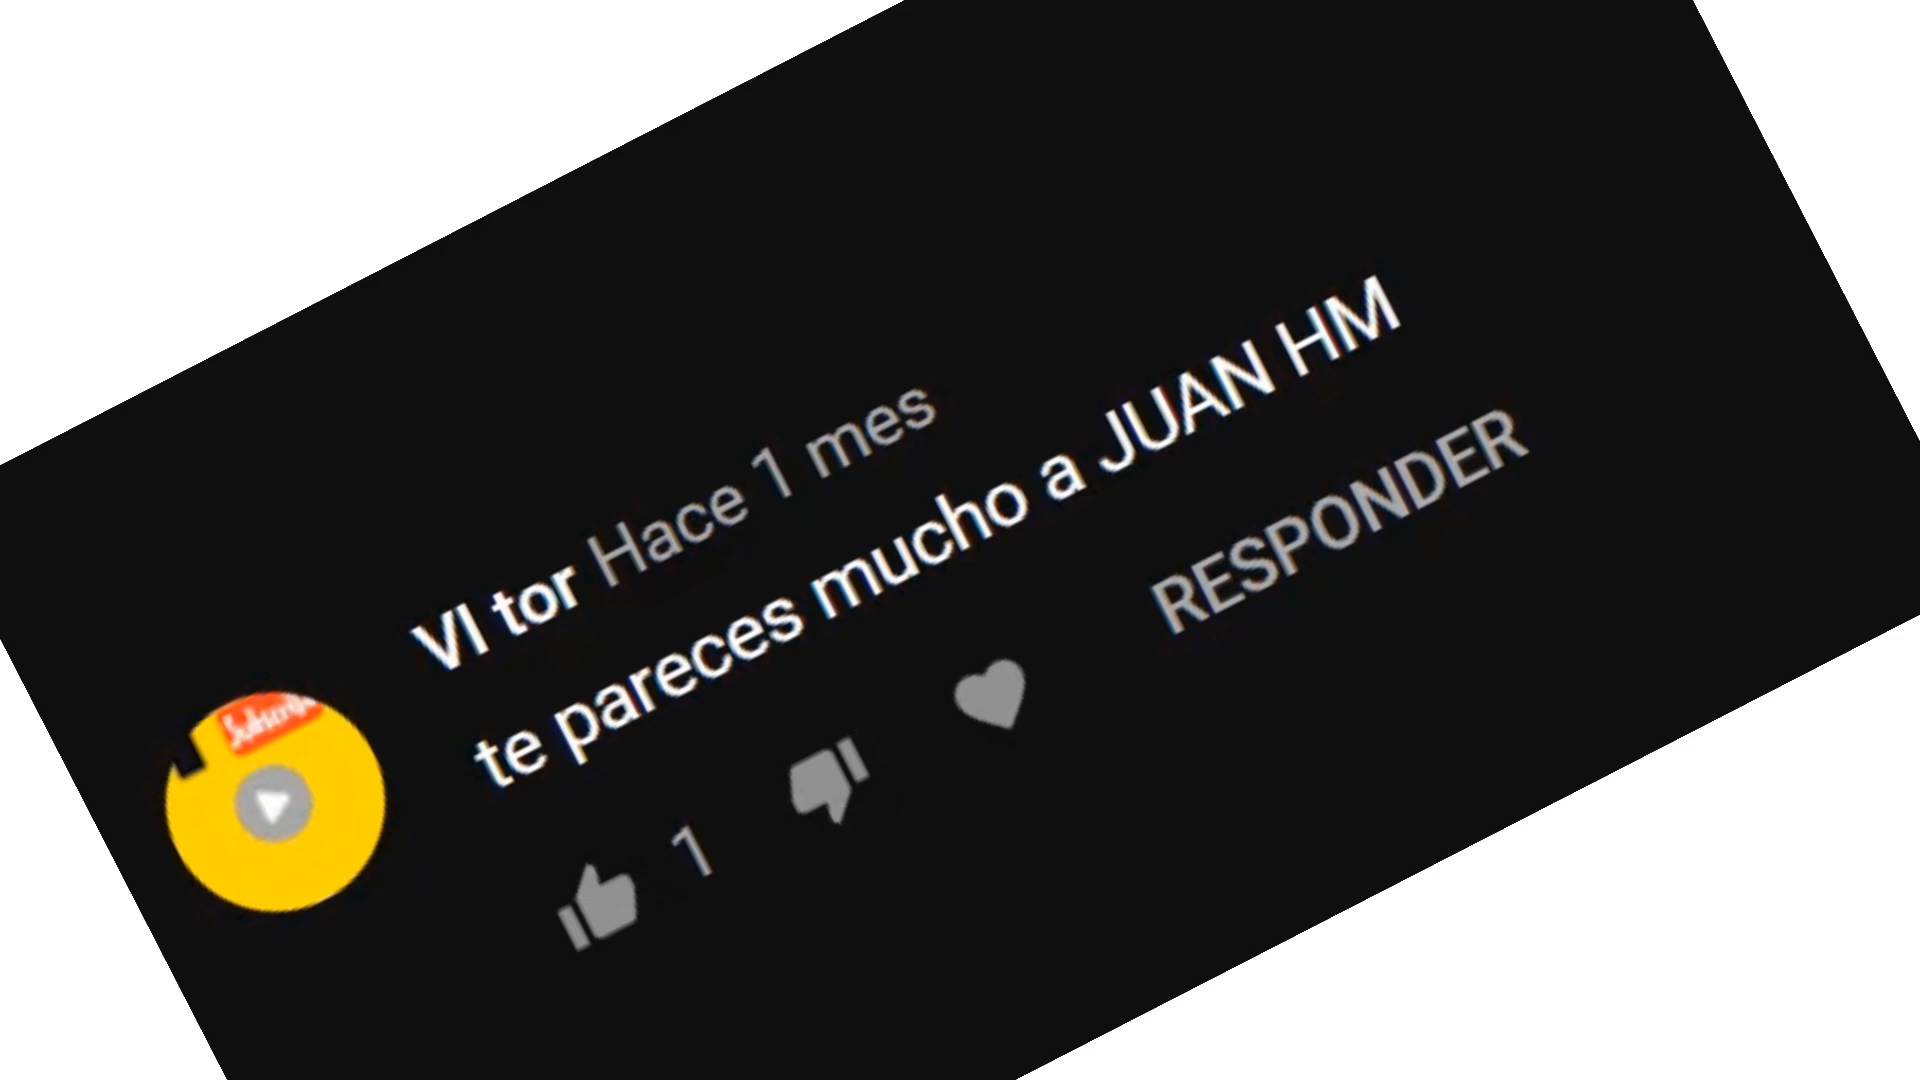 VI tor Hace 1 mes
te pareces mucho a JUAN HM
1
RESPONDER